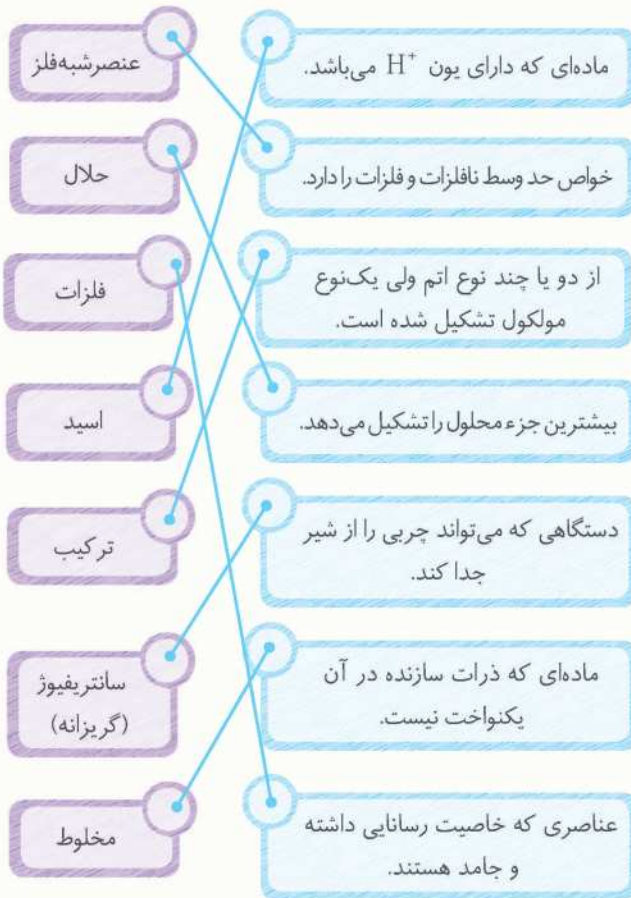 ماده‌ای که دارای یون H⁺ می‌باشد.
عنصرشبه‌فلز
خواص حد وسط نافلزات و فلزات را دارد.
حلال
از دو یا چند نوع اتم ولی یک‌نوع
مولکول تشکیل شده است.
فلزات
بیشترین جزء محلول را تشکیل می‌دهد.
اسید
دستگاهی که می‌تواند چربی را از شیر
جدا کند.
ترکیب
ماده‌ای که ذرات سازنده در آن
یکنواخت نیست.
سانتریفیوژ
(گریزانه)
عناصری که خاصیت رسانایی داشته
و جامد هستند.
مخلوط